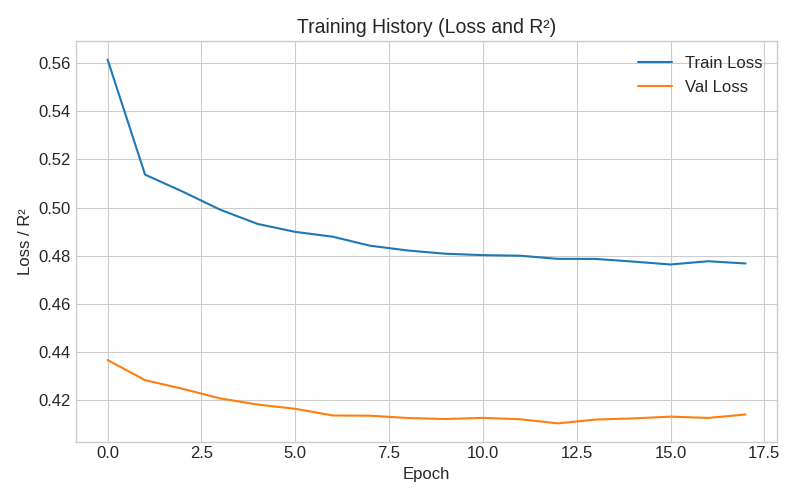 Training History (Loss and R²)
Train Loss
Val Loss
Loss / R²
0.56
0.54
0.52
0.50
0.48
0.46
0.44
0.42
0.0 2.5 5.0 7.5 10.0 12.5 15.0 17.5
Epoch